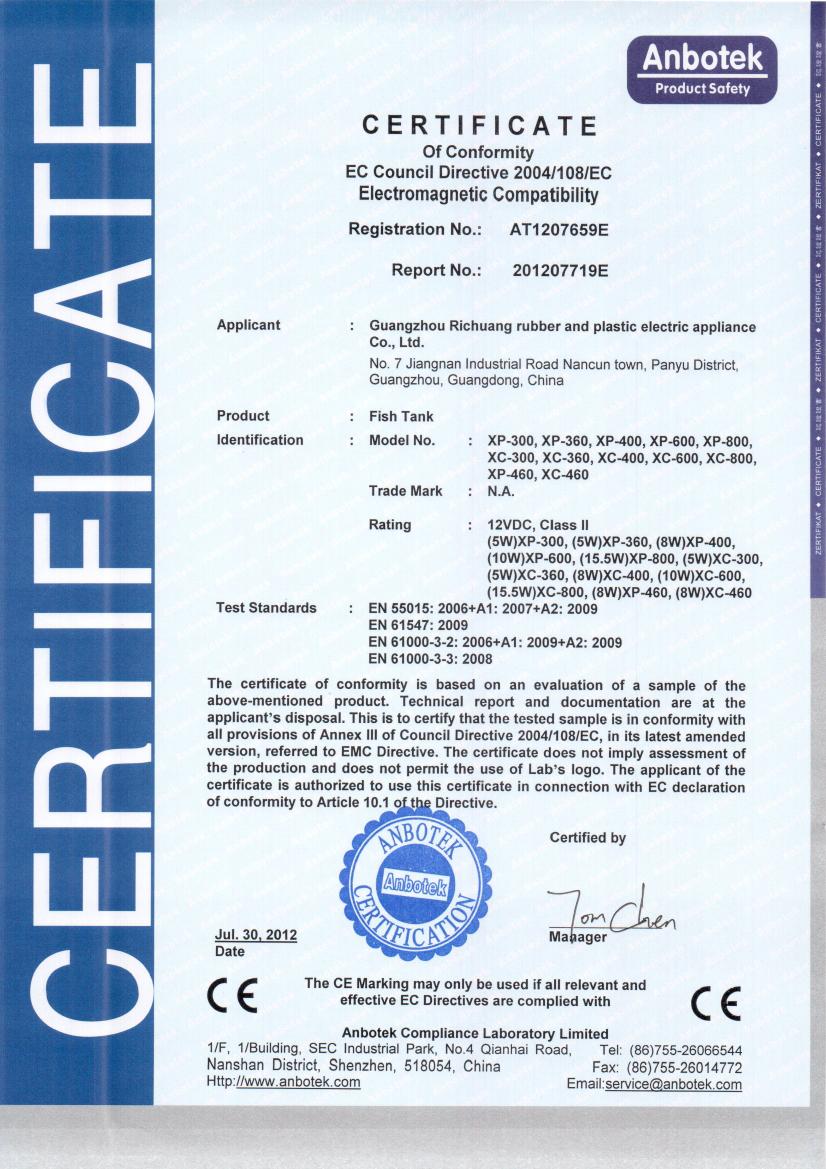 CERTIFICATE
Anbotek
Product Safety
CERTIFICATE
Of Conformity
EC Council Directive 2004/108/EC
Electromagnetic Compatibility
Registration No.: AT1207659E
Report No.: 201207719E
Applicant : Guangzhou Richuang rubber and plastic electric appliance
Co., Ltd.
No. 7 Jiangnan Industrial Road Nancun town, Panyu District,
Guangzhou, Guangdong, China
Product : Fish Tank
Identification : Model No. : XP-300, XP-360, XP-400, XP-600, XP-800,
XC-300, XC-360, XC-400, XC-600, XC-800,
XP-460, XC-460
Trade Mark : N.A.
Rating : 12VDC, Class II
(5W)XP-300, (5W)XP-360, (8W)XP-400,
(10W)XP-600, (15.5W)XP-800, (5W)XC-300,
(5W)XC-360, (8W)XC-400, (10W)XC-600,
(15.5W)XC-800, (8W)XP-460, (8W)XC-460
Test Standards : EN 55015: 2006+A1: 2007+A2: 2009
EN 61547: 2009
EN 61000-3-2: 2006+A1: 2009+A2: 2009
EN 61000-3-3: 2008
The certificate of conformity is based on an evaluation of a sample of the
above-mentioned product. Technical report and documentation are at the
applicant's disposal. This is to certify that the tested sample is in conformity with
all provisions of Annex III of Council Directive 2004/108/EC, in its latest amended
version, referred to EMC Directive. The certificate does not imply assessment of
the production and does not permit the use of Lab's logo. The applicant of the
certificate is authorized to use this certificate in connection with EC declaration
of conformity to Article 10.1 of the Directive.
ANBOTEK
Anbotek
CERTIFICATION
Certified by
Tom Chen
Manager
Jul. 30, 2012
Date
CE
The CE Marking may only be used if all relevant and
effective EC Directives are complied with
CE
Anbotek Compliance Laboratory Limited
1/F, 1/Building, SEC Industrial Park, No.4 Qianhai Road, Tel: (86)755-26066544
Nanshan District, Shenzhen, 518054, China Fax: (86)755-26014772
Http://www.anbotek.com Email:service@anbotek.com
ZERTIFIKAT ◆ CERTIFICATE ◆ ZERTIFIKAT ◆ CERTIFICATE ◆ ZERTIFIKAT ◆ CERTIFICATE ◆